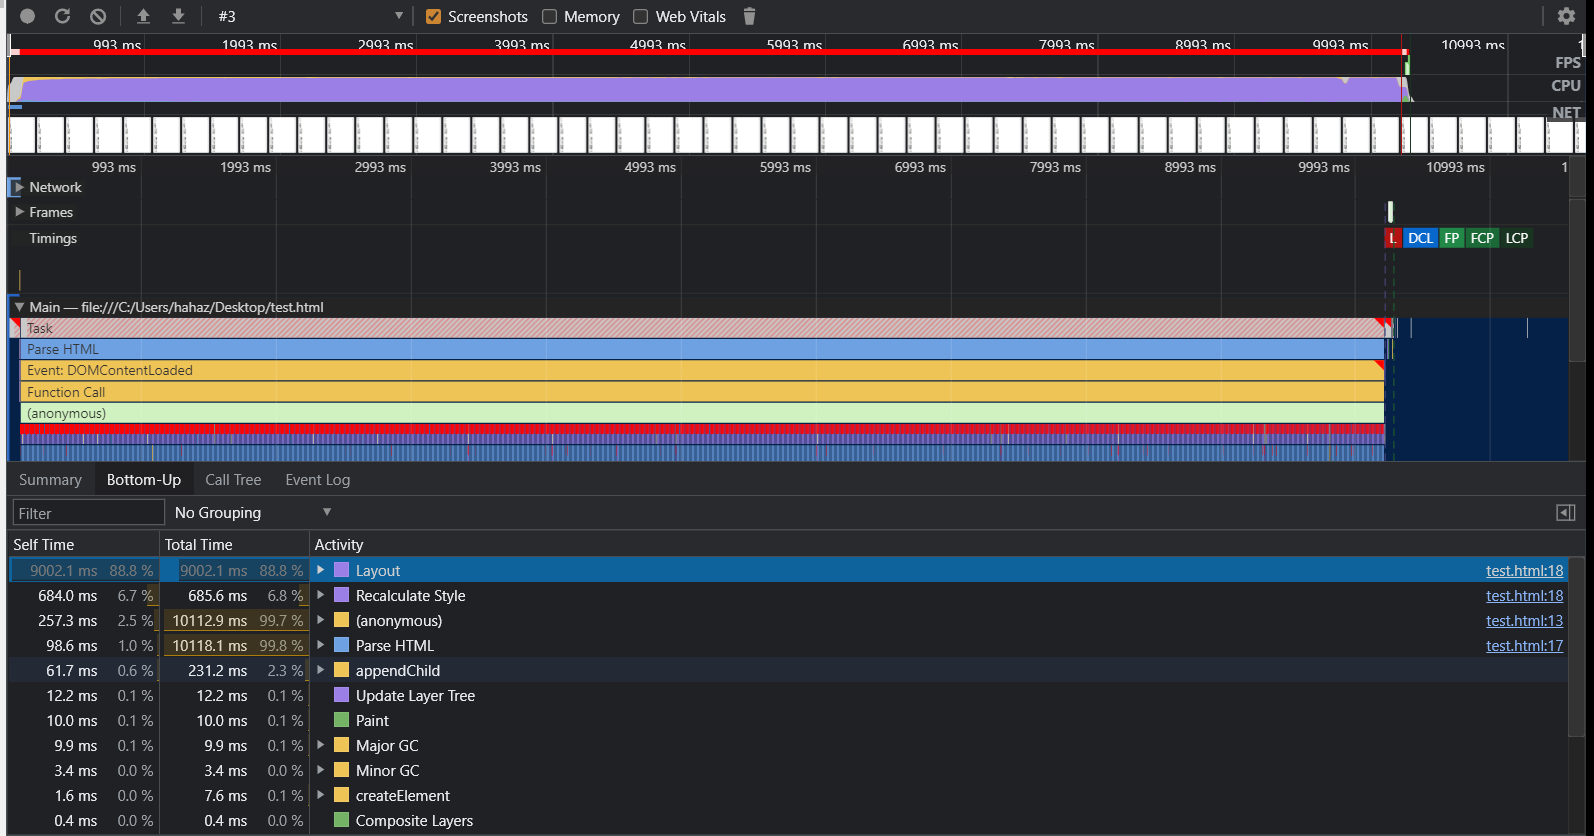 #3 Screenshots Memory Web Vitals
993 ms 1993 ms 2993 ms 3993 ms 4993 ms 5993 ms 6993 ms 7993 ms 8993 ms 9993 ms 10993 ms 1
FPS
CPU
NET
993 ms 1993 ms 2993 ms 3993 ms 4993 ms 5993 ms 6993 ms 7993 ms 8993 ms 9993 ms 10993 ms 1
Network
Frames
Timings L DCL FP FCP LCP
Main — file:///C:/Users/hahaz/Desktop/test.html
Task
Parse HTML
Event: DOMContentLoaded
Function Call
(anonymous)
Summary Bottom-Up Call Tree Event Log
Filter No Grouping
Self Time Total Time Activity
9002.1 ms 88.8 % 9002.1 ms 88.8 % Layout test.html:18
684.0 ms 6.7 % 685.6 ms 6.8 % Recalculate Style test.html:18
257.3 ms 2.5 % 10112.9 ms 99.7 % (anonymous) test.html:13
98.6 ms 1.0 % 10118.1 ms 99.8 % Parse HTML test.html:17
61.7 ms 0.6 % 231.2 ms 2.3 % appendChild
12.2 ms 0.1 % 12.2 ms 0.1 % Update Layer Tree
10.0 ms 0.1 % 10.0 ms 0.1 % Paint
9.9 ms 0.1 % 9.9 ms 0.1 % Major GC
3.4 ms 0.0 % 3.4 ms 0.0 % Minor GC
1.6 ms 0.0 % 7.6 ms 0.1 % createElement
0.4 ms 0.0 % 0.4 ms 0.0 % Composite Layers